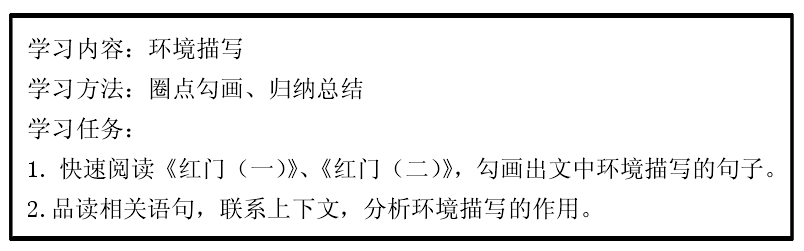 学习内容：环境描写
学习方法：圈点勾画、归纳总结
学习任务：
1. 快速阅读《红门（一）》、《红门（二）》，勾画出文中环境描写的句子。
2.品读相关语句，联系上下文，分析环境描写的作用。